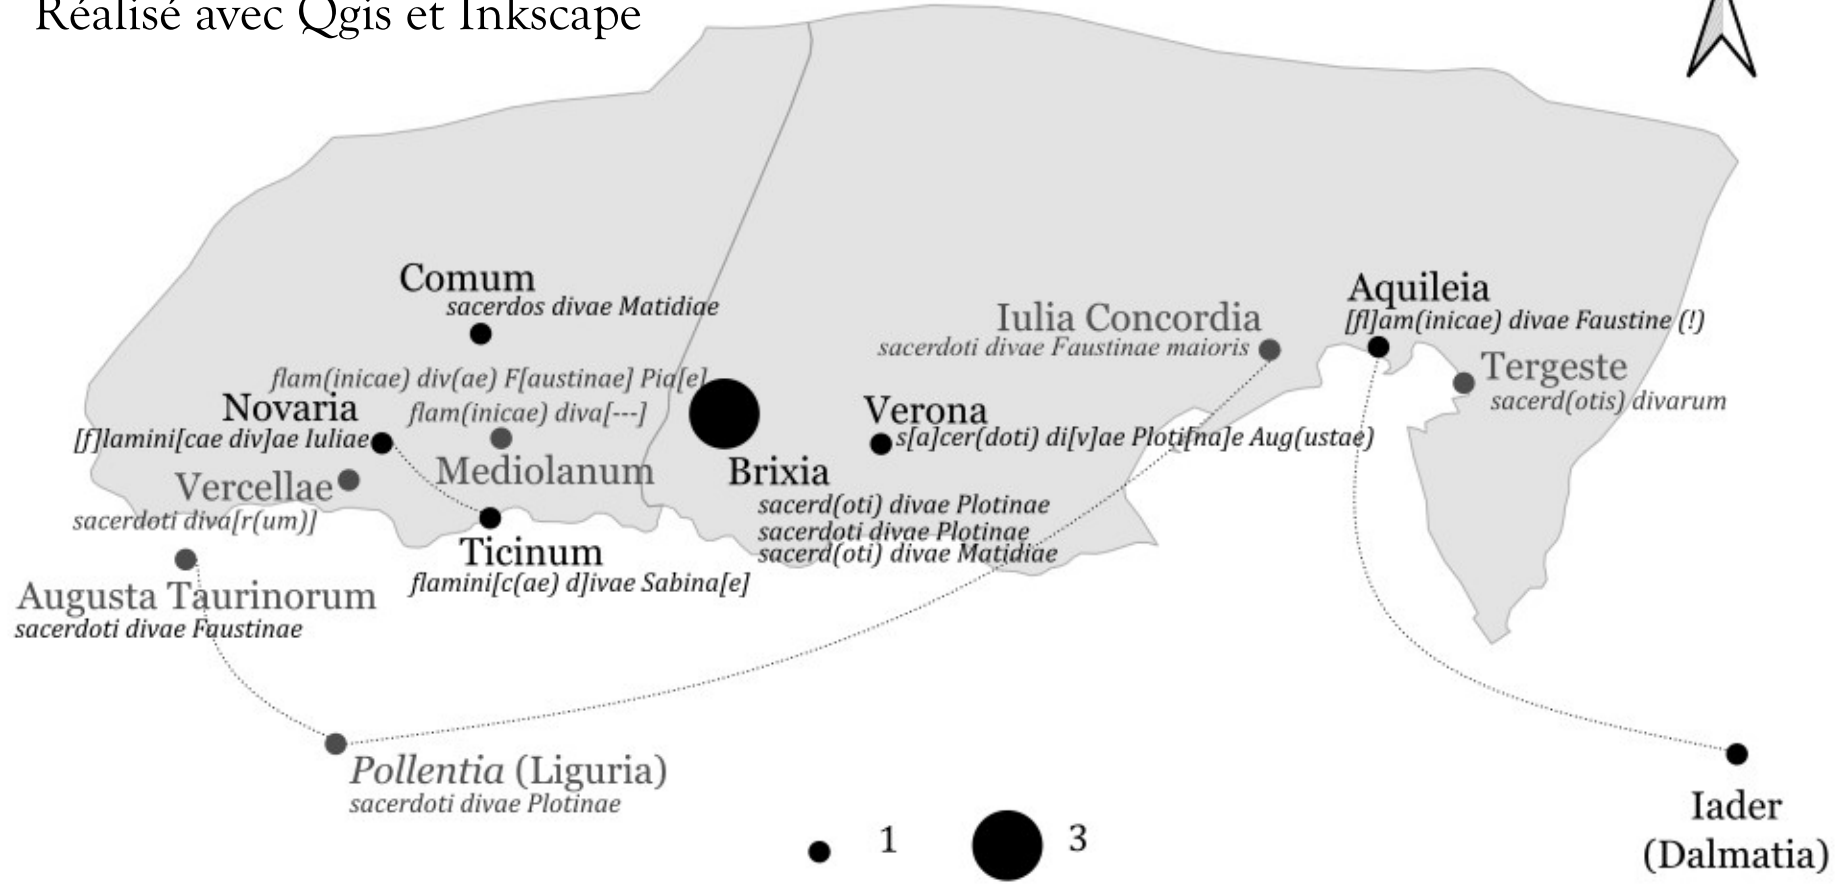 Réalisé avec Qgis et Inkscape
Comum
sacerdos divae Matidiae
flam(inicae) div(ae) F[austinae] Pia[e]
Novaria
flam(inicae) diva[---]
[f]lamini[cae div]ae Iuliae
Mediolanum
Vercellae
sacerdoti diva[r(um)]
Ticinum
flamini[c(ae) d]ivae Sabina[e]
Augusta Taurinorum
sacerdoti divae Faustinae
Brixia
sacerd(oti) divae Plotinae
sacerdoti divae Plotinae
sacerd(oti) divae Matidiae
Verona
s[a]cer(doti) di[v]ae Ploti[na]e Aug(ustae)
Iulia Concordia
sacerdoti divae Faustinae maioris
Aquileia
[fl]am(inicae) divae Faustine (!)
Tergeste
sacerd(otis) divarum
Pollentia (Liguria)
sacerdoti divae Plotinae
1
3
Iader
(Dalmatia)